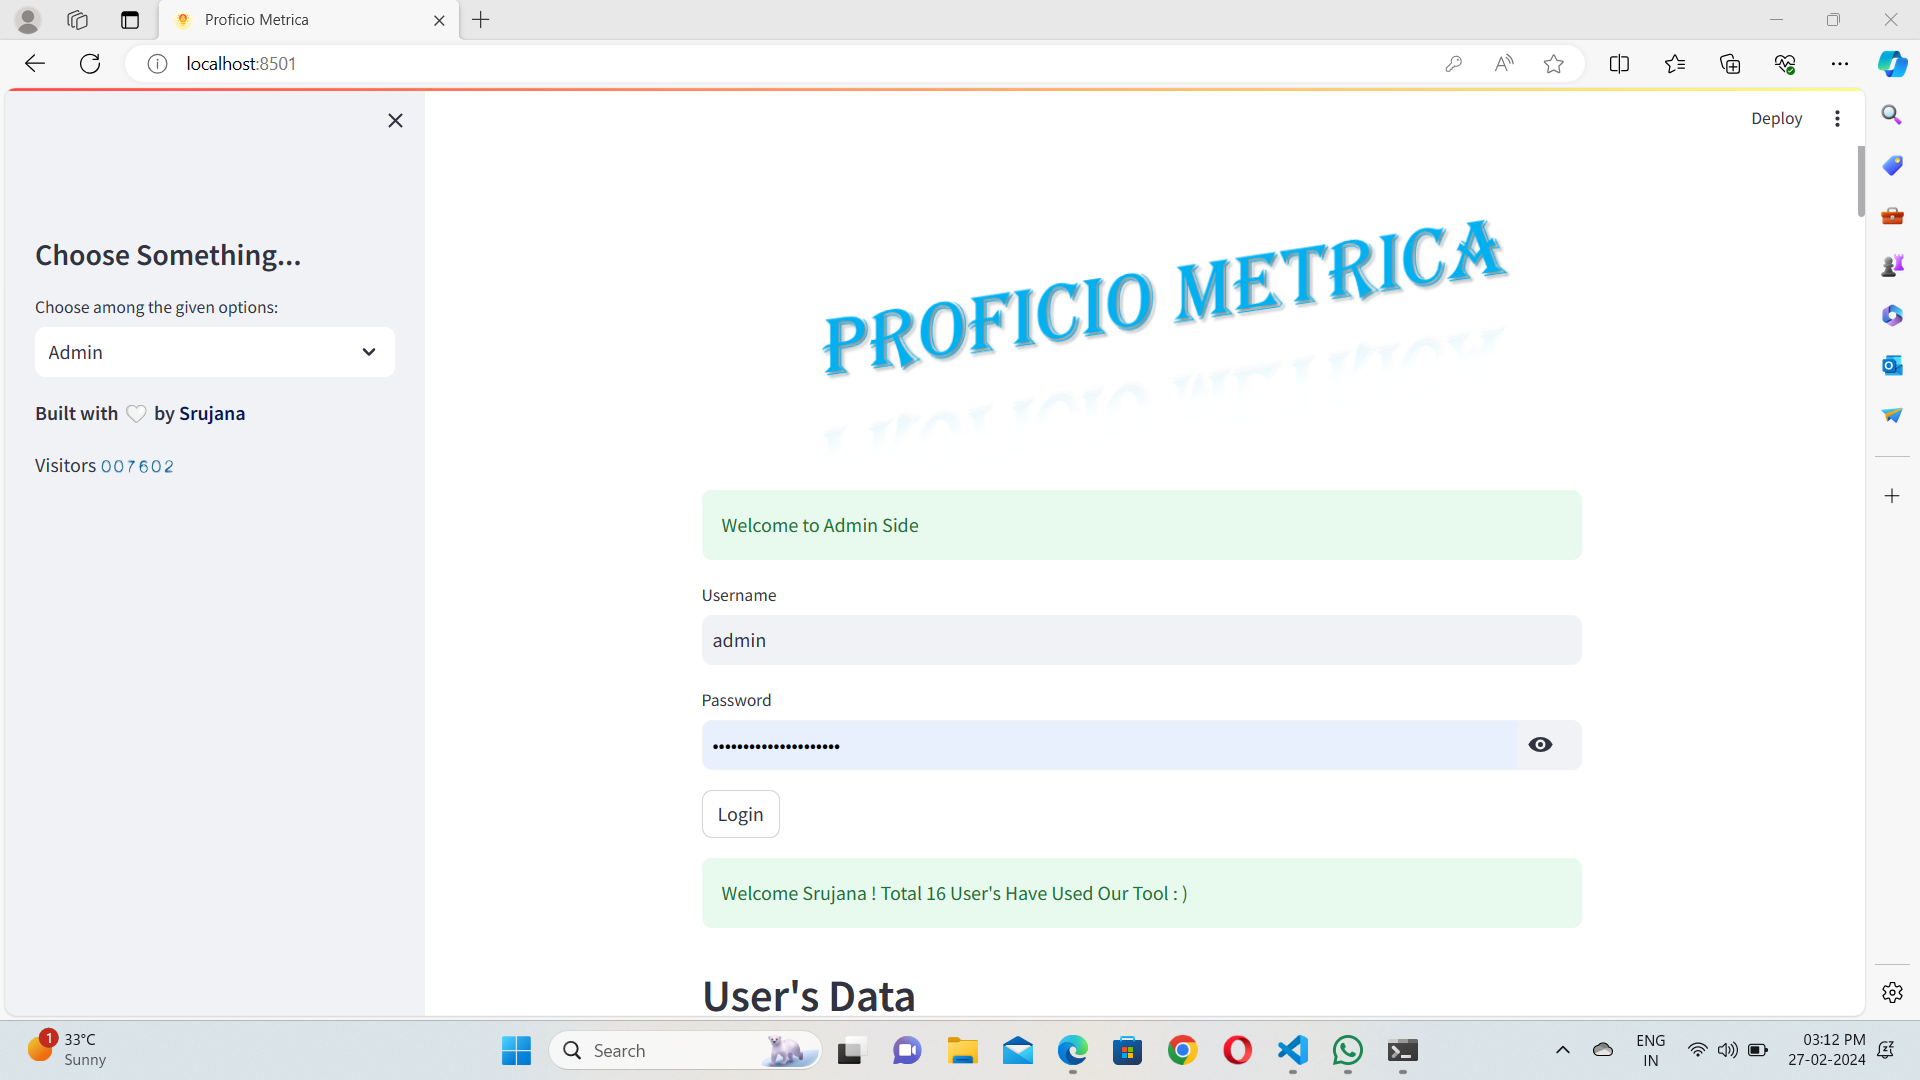 Proficio Metrica
localhost:8501
Deploy
Choose Something...
Choose among the given options:
Admin
Built with by Srujana
Visitors 007602
PROFICIO METRICA
Welcome to Admin Side
Username
admin
Password
•••••••••••••••••••••
Login
Welcome Srujana ! Total 16 User's Have Used Our Tool : )
User's Data
1
33°C
Sunny
Search
ENG
IN
03:12 PM
27-02-2024